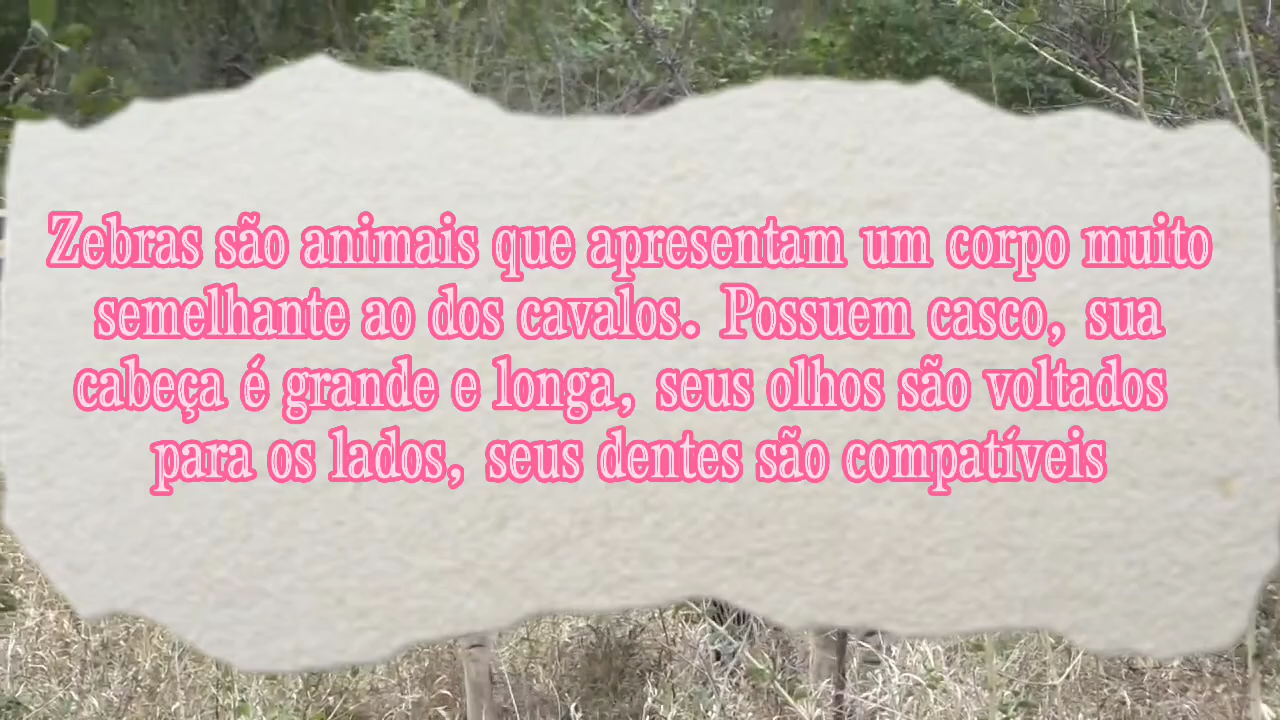 Zebras são animais que apresentam um corpo muito
semelhante ao dos cavalos. Possuem casco, sua
cabeça é grande e longa, seus olhos são voltados
para os lados, seus dentes são compatíveis